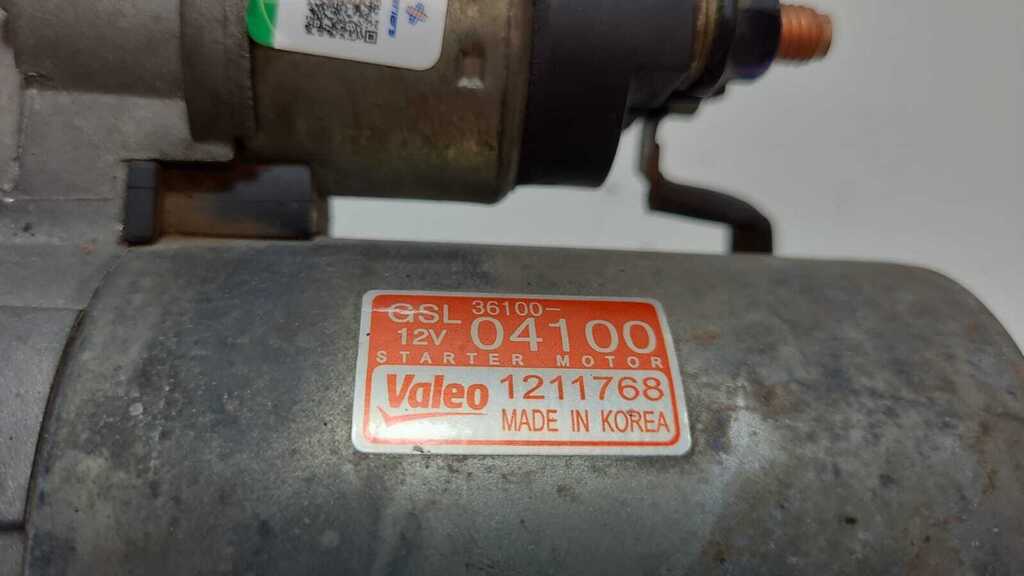 GSL 36100-
12V 04100
STARTER MOTOR
Valeo 1211768
MADE IN KOREA